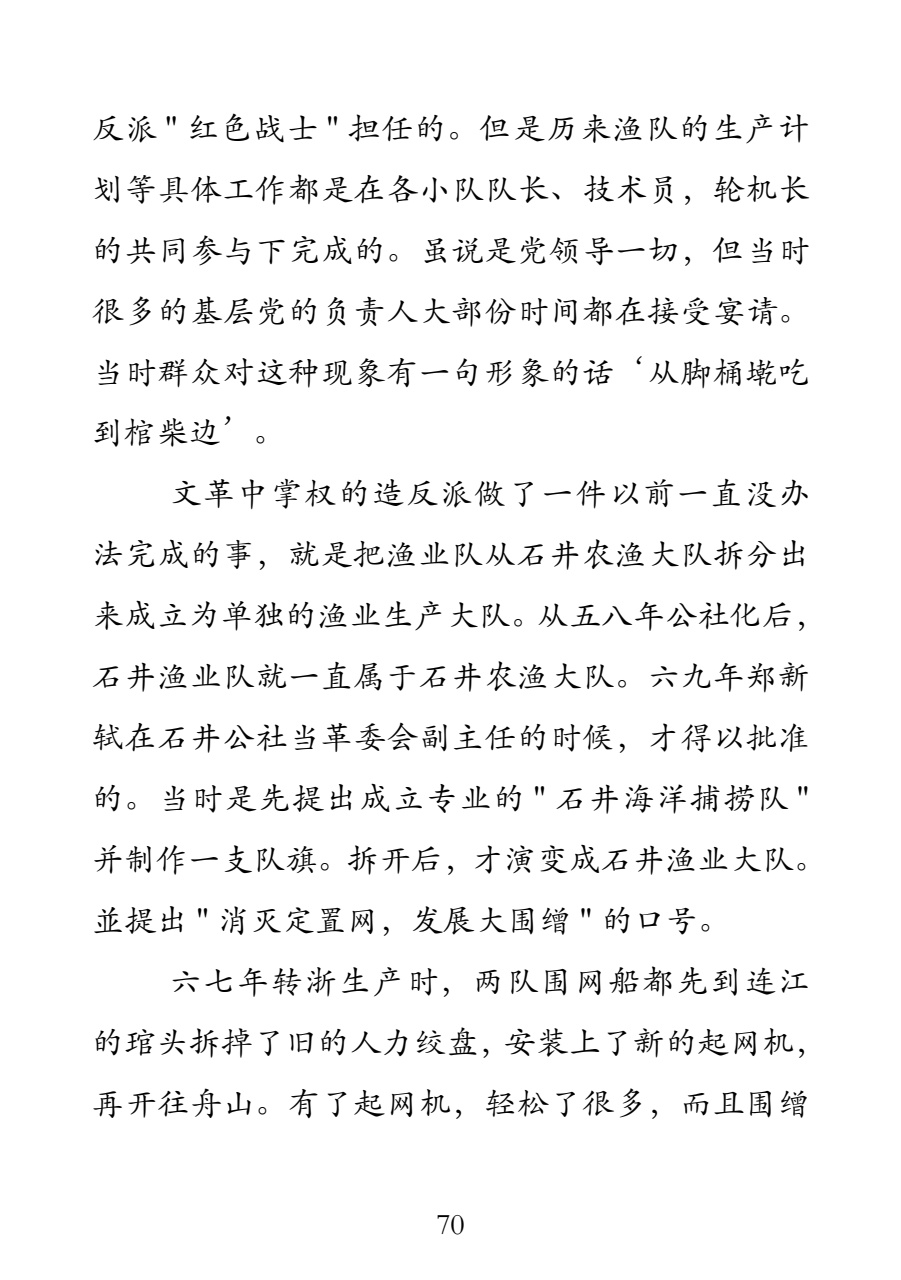 反派"红色战士"担任的。但是历来渔队的生产计
划等具体工作都是在各小队队长、技术员，轮机长
的共同参与下完成的。虽说是党领导一切，但当时
很多的基层党的负责人大部份时间都在接受宴请。
当时群众对这种现象有一句形象的话‘从脚桶墘吃
到棺柴边’。
文革中掌权的造反派做了一件以前一直没办
法完成的事，就是把渔业队从石井农渔大队拆分出
来成立为单独的渔业生产大队。从五八年公社化后，
石井渔业队就一直属于石井农渔大队。六九年郑新
轼在石井公社当革委会副主任的时候，才得以批准
的。当时是先提出成立专业的"石井海洋捕捞队"
并制作一支队旗。拆开后，才演变成石井渔业大队。
並提出"消灭定置网，发展大围缯"的口号。
六七年转浙生产时，两队围网船都先到连江
的琯头拆掉了旧的人力绞盘，安装上了新的起网机，
再开往舟山。有了起网机，轻松了很多，而且围缯
70